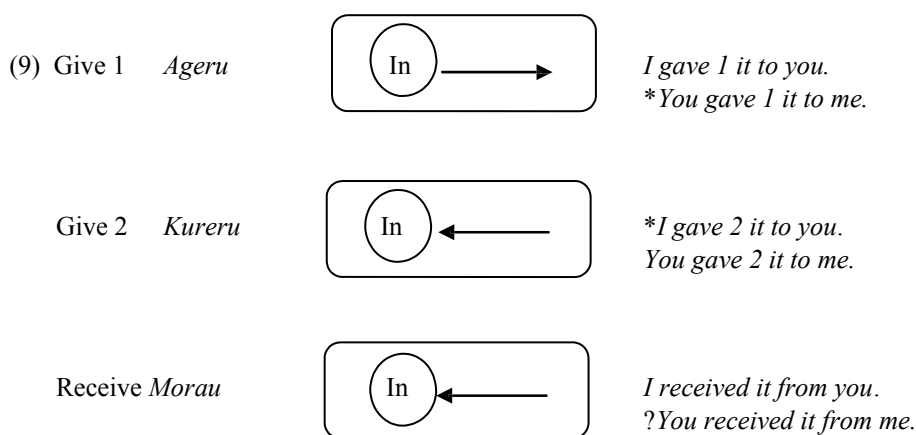 (9) Give 1 Ageru In I gave 1 it to you.
*You gave 1 it to me.
Give 2 Kureru In *I gave 2 it to you.
You gave 2 it to me.
Receive Morau In I received it from you.
?You received it from me.